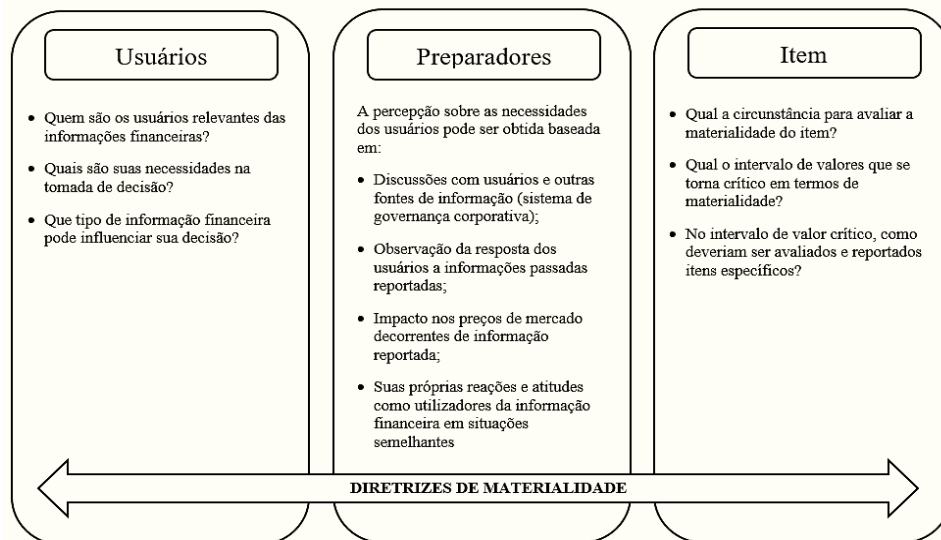 Usuários
• Quem são os usuários relevantes das
informações financeiras?
• Quais são suas necessidades na
tomada de decisão?
• Que tipo de informação financeira
pode influenciar sua decisão?
Preparadores
A percepção sobre as necessidades
dos usuários pode ser obtida baseada
em:
• Discussões com usuários e outras
fontes de informação (sistema de
governança corporativa);
• Observação da resposta dos
usuários a informações passadas
reportadas;
• Impacto nos preços de mercado
decorrentes de informação
reportada;
• Suas próprias reações e atitudes
como utilizadores da informação
financeira em situações
semelhantes
Item
• Qual a circunstância para avaliar a
materialidade do item?
• Qual o intervalo de valores que se
torna crítico em termos de
materialidade?
• No intervalo de valor crítico, como
deveriam ser avaliados e reportados
itens específicos?
DIRETRIZES DE MATERIALIDADE